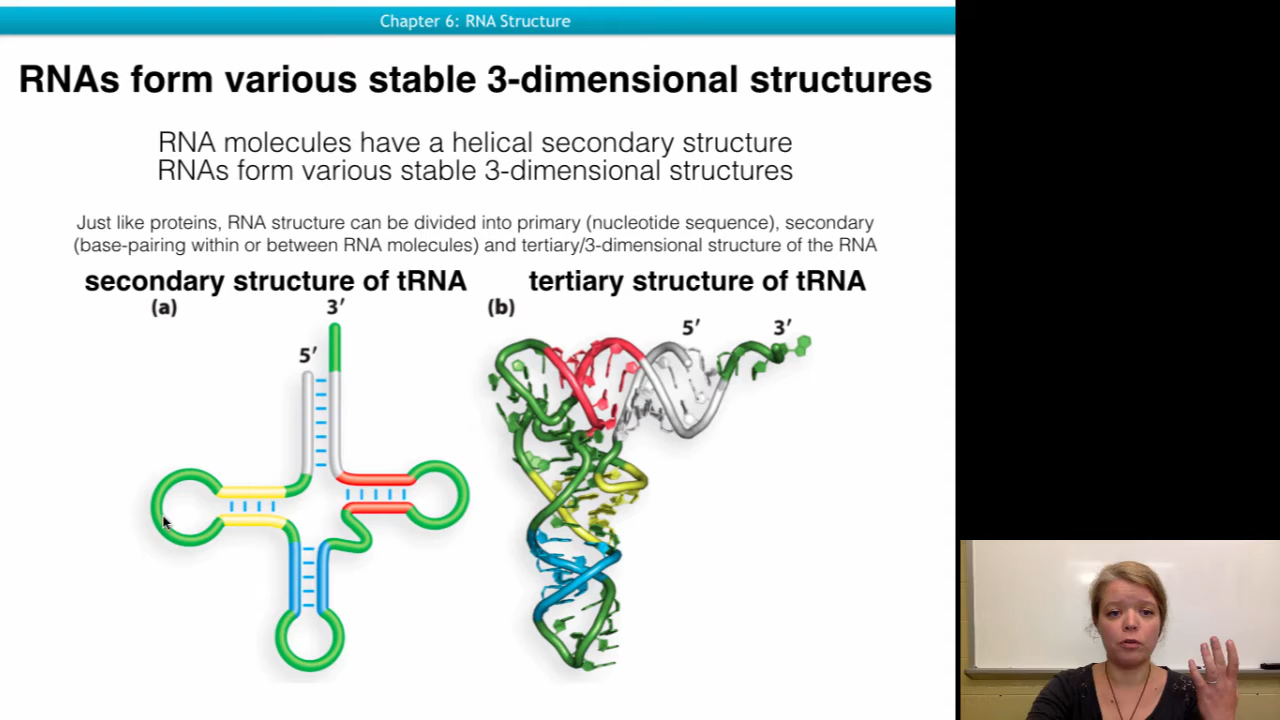 Chapter 6: RNA Structure
RNAs form various stable 3-dimensional structures
RNA molecules have a helical secondary structure
RNAs form various stable 3-dimensional structures
Just like proteins, RNA structure can be divided into primary (nucleotide sequence), secondary
(base-pairing within or between RNA molecules) and tertiary/3-dimensional structure of the RNA
secondary structure of tRNA
(a)
3′
5′
tertiary structure of tRNA
(b)
5′
3′